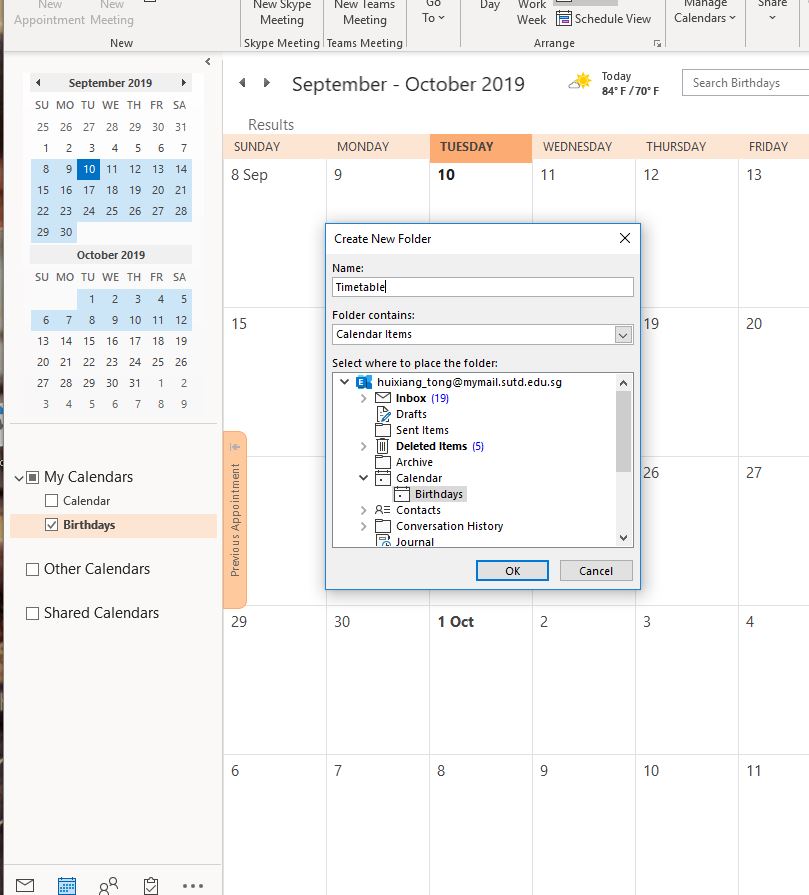 New
Appointment
New
Meeting
New
New Skype
Meeting
Skype Meeting
New Teams
Meeting
Teams Meeting
Go
To
Day
Work
Week
Schedule View
Arrange
Manage
Calendars
Share
September 2019
SU MO TU WE TH FR SA
25 26 27 28 29 30 31
1 2 3 4 5 6 7
8 9 10 11 12 13 14
15 16 17 18 19 20 21
22 23 24 25 26 27 28
29 30
October 2019
SU MO TU WE TH FR SA
1 2 3 4 5
6 7 8 9 10 11 12
13 14 15 16 17 18 19
20 21 22 23 24 25 26
27 28 29 30 31 1 2
3 4 5 6 7 8 9
My Calendars
Calendar
Birthdays
Other Calendars
Shared Calendars
September - October 2019
Today
84° F / 70° F
Search Birthdays
Results
SUNDAY MONDAY TUESDAY WEDNESDAY THURSDAY FRIDAY
8 Sep 9 10 11 12 13
Create New Folder
Name:
Timetable
Folder contains:
Calendar Items
Select where to place the folder:
huixiang_tong@mymail.sutd.edu.sg
Inbox (19)
Drafts
Sent Items
Deleted Items (5)
Archive
Calendar
Birthdays
Contacts
Conversation History
Journal
OK Cancel
Previous Appointment
15 19 20
26 27
29 30 1 Oct 2 3 4
6 7 8 9 10 11